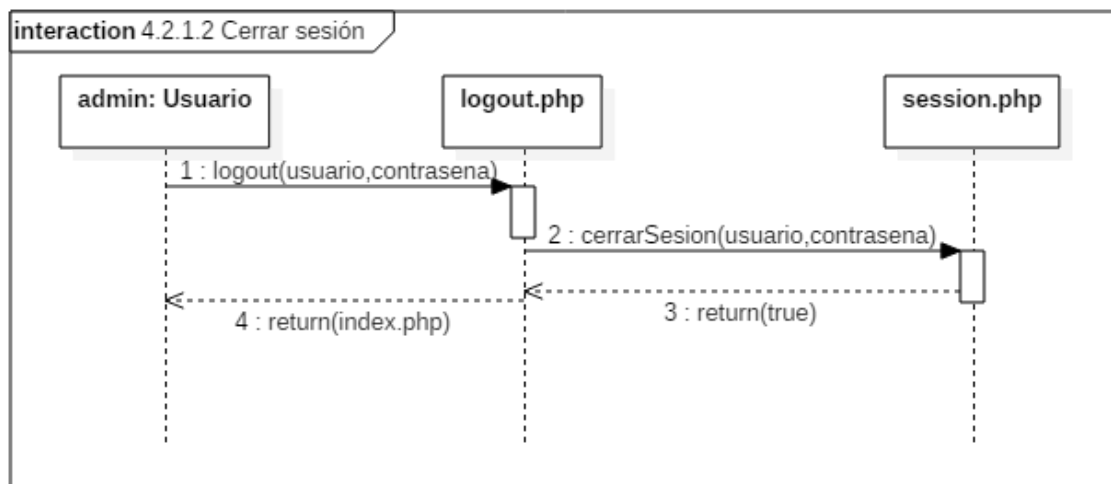 interaction 4.2.1.2 Cerrar sesión
admin: Usuario
logout.php
session.php
1 : logout(usuario,contrasena)
2 : cerrarSesion(usuario,contrasena)
3 : return(true)
4 : return(index.php)